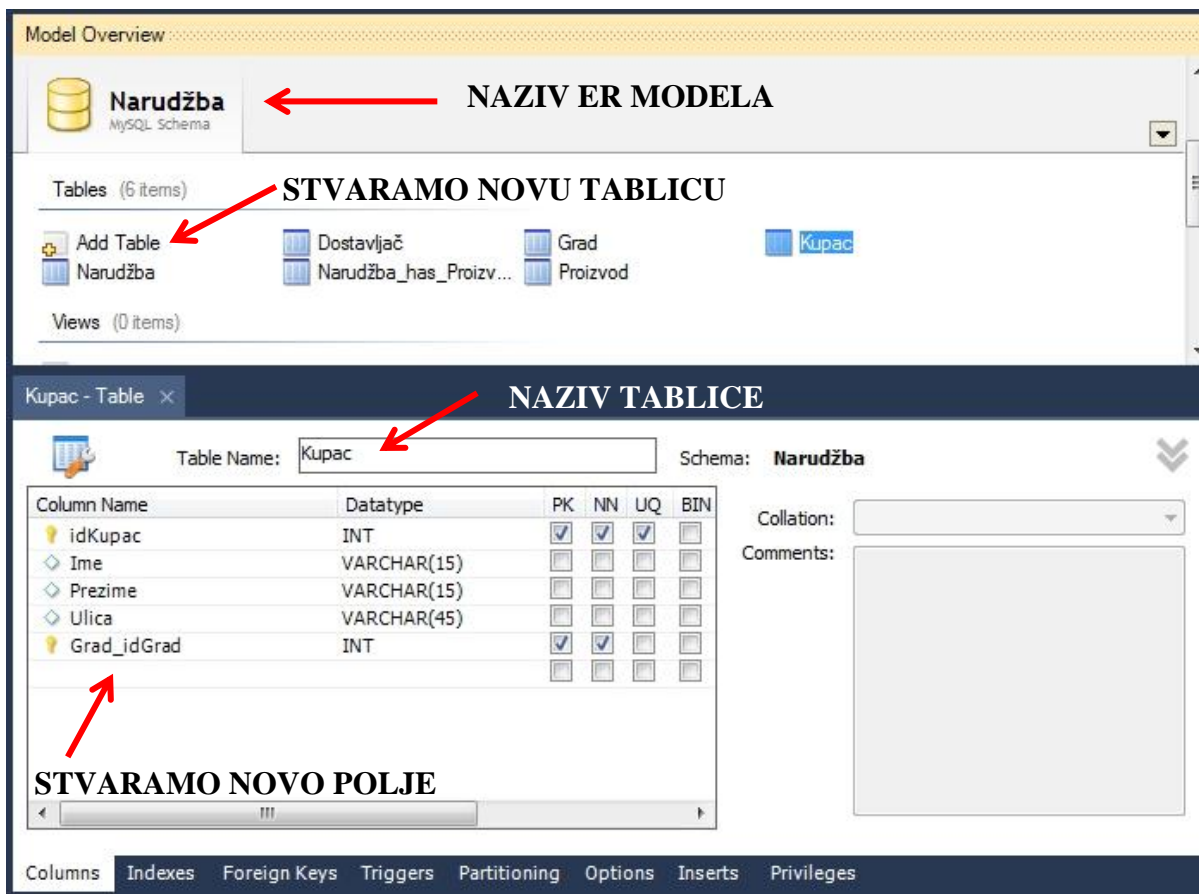 Model Overview
Narudžba
MySQL Schema
NAZIV ER MODELA
Tables (6 items)
STVARAMO NOVU TABLICU
Add Table Dostavljač Grad Kupac
Narudžba Narudžba_has_Proizv... Proizvod
Views (0 items)
Kupac - Table ×
NAZIV TABLICE
Table Name: Kupac Schema: Narudžba
Column Name Datatype PK NN UQ BIN
idKupac INT
Ime VARCHAR(15)
Prezime VARCHAR(15)
Ulica VARCHAR(45)
Grad_idGrad INT
Collation:
Comments:
STVARAMO NOVO POLJE
Columns Indexes Foreign Keys Triggers Partitioning Options Inserts Privileges